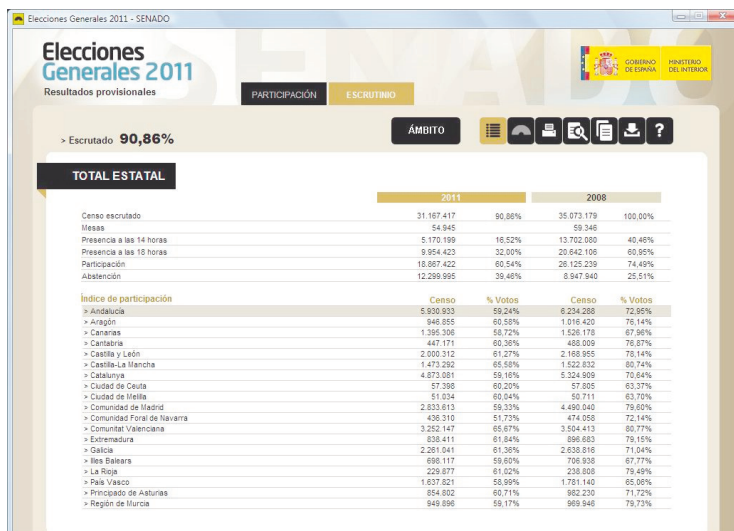 Elecciones Generales 2011 - SENADO
SENADO
Elecciones
Generales 2011
Resultados provisionales
GOBIERNO DE ESPAÑA
MINISTERIO DEL INTERIOR
PARTICIPACIÓN ESCRUTINIO
> Escrutado 90,86%
ÁMBITO
?
TOTAL ESTATAL
2011 2008
Censo escrutado 31.167.417 90,86% 35.073.179 100,00%
Mesas 54.945 59.346
Presencia a las 14 horas 5.170.199 16,52% 13.702.080 40,46%
Presencia a las 18 horas 9.954.423 32,00% 20.642.106 60,95%
Participación 18.867.422 60,54% 26.125.239 74,49%
Abstención 12.299.995 39,46% 8.947.940 25,51%
Índice de participación Censo % Votos Censo % Votos
> Andalucía 5.930.933 59,24% 6.234.288 72,95%
> Aragón 946.855 60,58% 1.016.420 76,14%
> Canarias 1.395.306 58,72% 1.526.178 67,96%
> Cantabria 447.171 60,36% 488.009 76,87%
> Castilla y León 2.000.312 61,27% 2.168.955 78,14%
> Castilla-La Mancha 1.473.292 65,58% 1.522.832 80,74%
> Catalunya 4.873.081 59,16% 5.324.909 70,64%
> Ciudad de Ceuta 57.398 60,20% 57.805 63,37%
> Ciudad de Melilla 51.034 60,04% 50.711 63,70%
> Comunidad de Madrid 2.833.613 59,33% 4.490.040 79,60%
> Comunidad Foral de Navarra 436.310 51,73% 474.058 72,14%
> Comunitat Valenciana 3.252.147 65,67% 3.504.413 80,77%
> Extremadura 838.411 61,84% 896.683 79,15%
> Galicia 2.261.041 61,36% 2.638.816 71,04%
> Illes Balears 698.117 59,60% 706.938 67,77%
> La Rioja 229.877 61,02% 238.808 79,49%
> País Vasco 1.637.821 58,99% 1.781.140 65,06%
> Principado de Asturias 854.802 60,71% 982.230 71,72%
> Región de Murcia 949.896 59,17% 969.946 79,73%